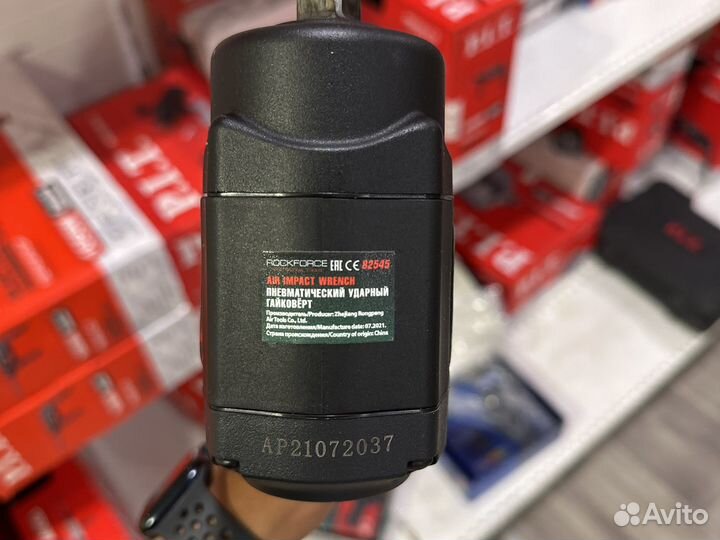 ROCKFORCE EAC CE 82545
AIR IMPACT WRENCH
ПНЕВМАТИЧЕСКИЙ УДАРНЫЙ
ГАЙКОВЁРТ
Производитель/Producer: Zhejiang Rongpeng
Air Tools Co., Ltd.
Дата изготовления/Manufacture date: 07.2021.
Страна происхождения/Country of origin: China
AP21072037
P.I.T.
P.I.T.
Avito